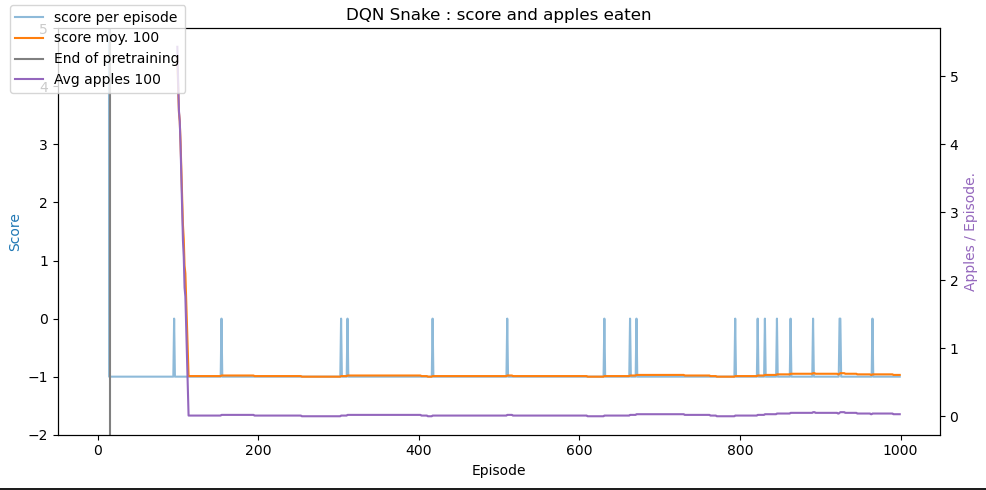 DQN Snake : score and apples eaten
score per episode
score moy. 100
End of pretraining
Avg apples 100
5
4
3
2
1
0
−1
−2
Score
5
4
3
2
1
0
Apples / Episode.
0
200
400
600
800
1000
Episode